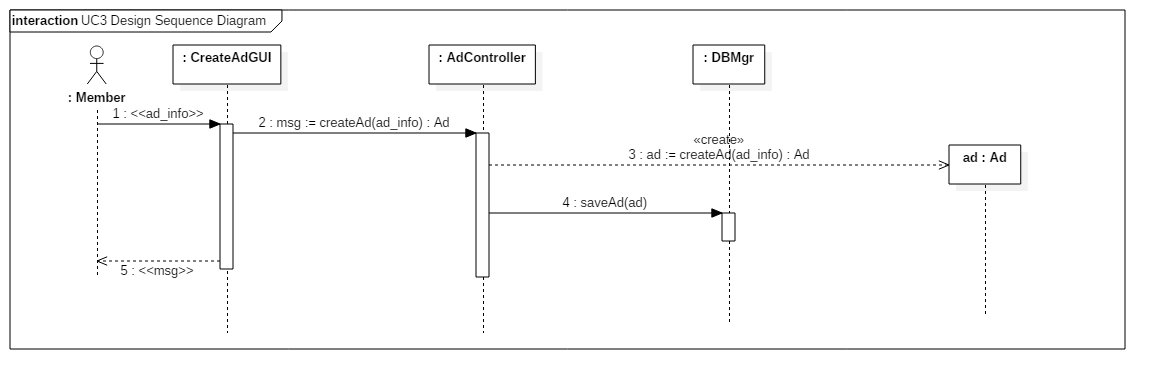 interaction UC3 Design Sequence Diagram
: CreateAdGUI
: AdController
: DBMgr
: Member
1 : <<ad_info>>
2 : msg := createAd(ad_info) : Ad
«create»
3 : ad := createAd(ad_info) : Ad
ad : Ad
4 : saveAd(ad)
5 : <<msg>>